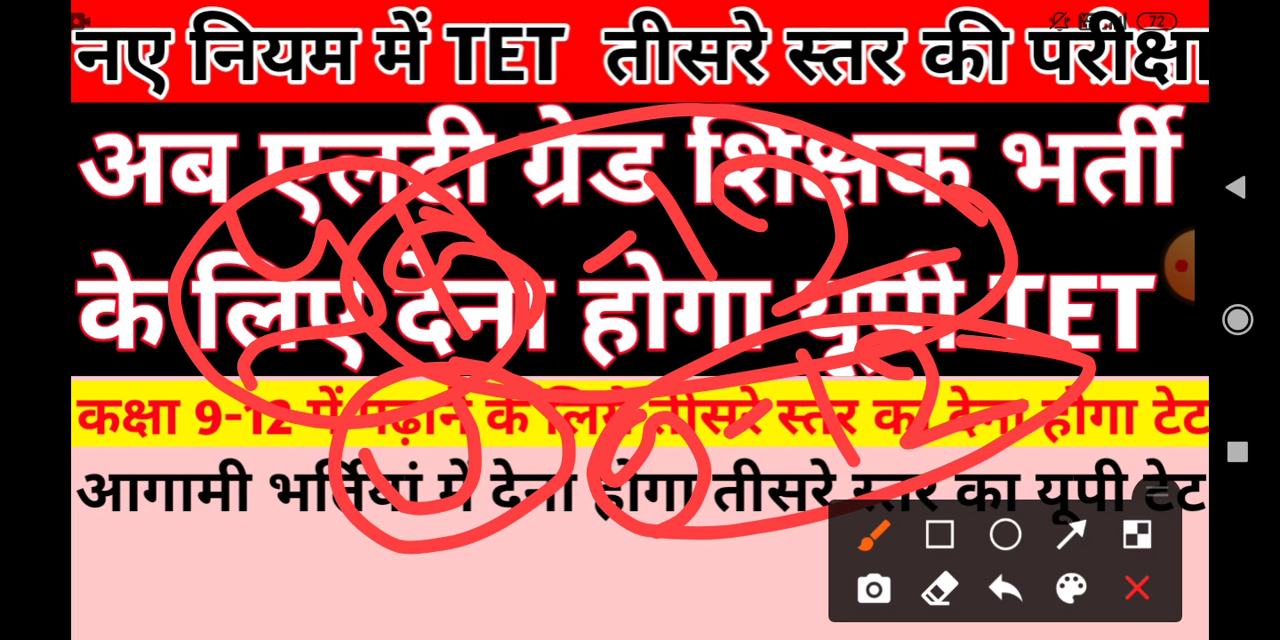 नए नियम में TET तीसरे स्तर की परीक्षा
72
अब एलटी ग्रेड शिक्षक भर्ती
के लिए देना होगा यूपी TET
कक्षा 9-12 में पढ़ाने के लिये तीसरे स्तर का देना होगा टेट
आगामी भर्तियां मे देना होगा तीसरे स्तर का यूपी टेट